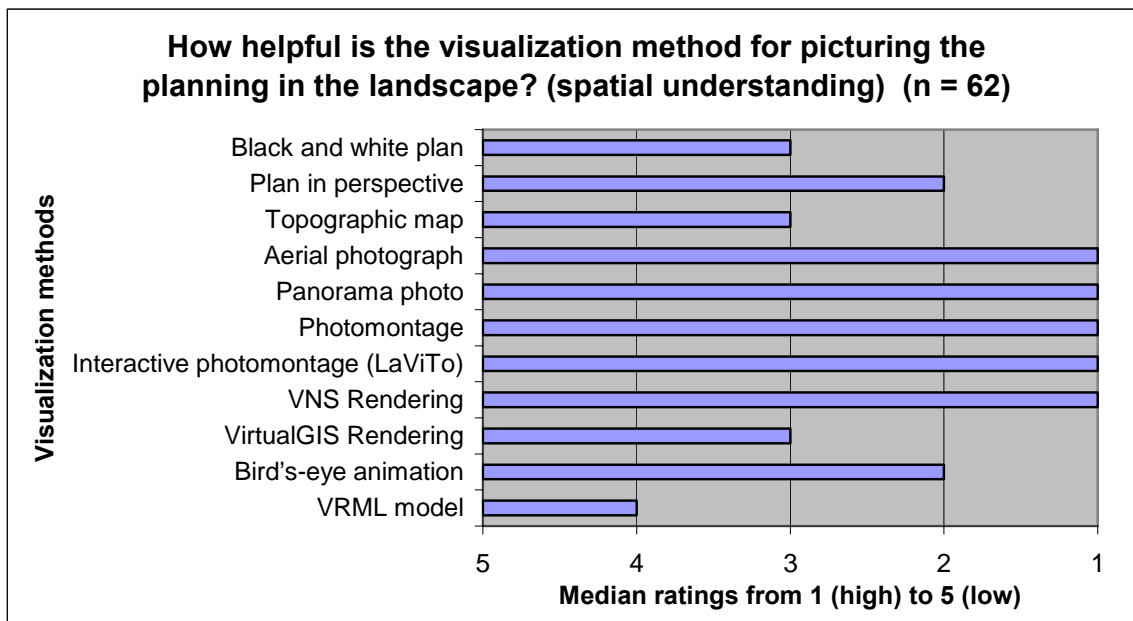 How helpful is the visualization method for picturing the
planning in the landscape? (spatial understanding) (n = 62)
Visualization methods
Black and white plan
Plan in perspective
Topographic map
Aerial photograph
Panorama photo
Photomontage
Interactive photomontage (LaViTo)
VNS Rendering
VirtualGIS Rendering
Bird's-eye animation
VRML model
5 4 3 2 1
Median ratings from 1 (high) to 5 (low)